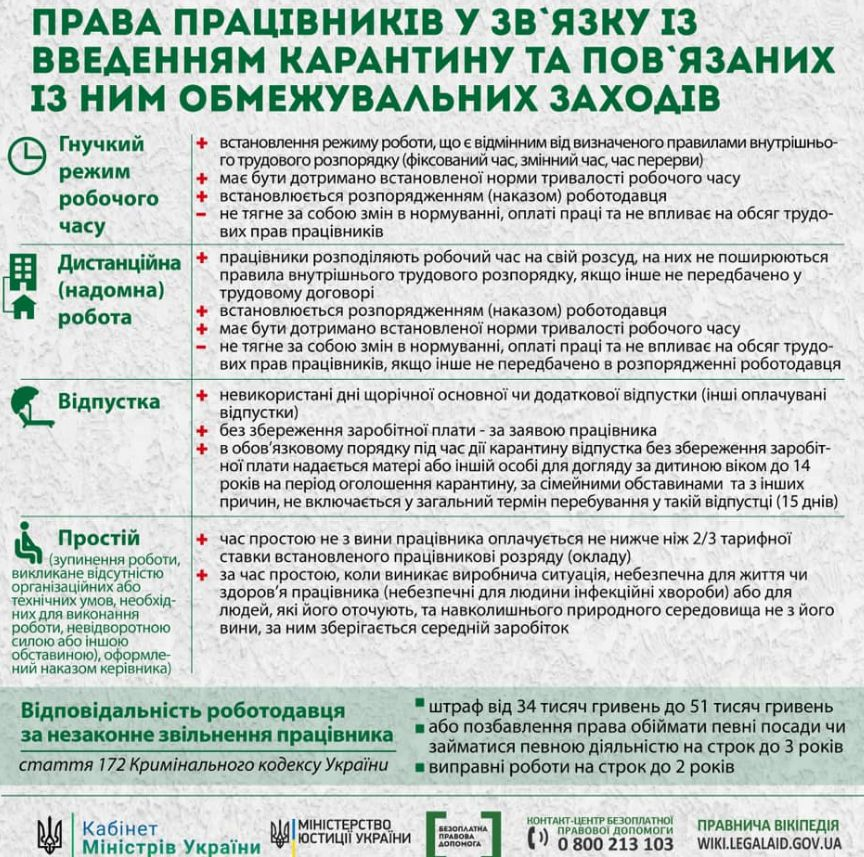 ПРАВА ПРАЦІВНИКІВ У ЗВ`ЯЗКУ ІЗ
ВВЕДЕННЯМ КАРАНТИНУ ТА ПОВ`ЯЗАНИХ
ІЗ НИМ ОБМЕЖУВАЛЬНИХ ЗАХОДІВ
Гнучкий
режим
робочого
часу
+ встановлення режиму роботи, що є відмінним від визначеного правилами внутрішньо-
го трудового розпорядку (фіксований час, змінний час, час перерви)
+ має бути дотримано встановленої норми тривалості робочого часу
+ встановлюється розпорядженням (наказом) роботодавця
– не тягне за собою змін в нормуванні, оплаті праці та не впливає на обсяг трудо-
вих прав працівників
Дистанційна
(надомна)
робота
+ працівники розподіляють робочий час на свій розсуд, на них не поширюються
правила внутрішнього трудового розпорядку, якщо інше не передбачено у
трудовому договорі
+ встановлюється розпорядженням (наказом) роботодавця
+ має бути дотримано встановленої норми тривалості робочого часу
– не тягне за собою змін в нормуванні, оплаті праці та не впливає на обсяг трудо-
вих прав працівників, якщо інше не передбачено в розпорядженні роботодавця
Відпустка
+ невикористані дні щорічної основної чи додаткової відпустки (інші оплачувані
відпустки)
+ без збереження заробітної плати - за заявою працівника
+ в обов’язковому порядку під час дії карантину відпустка без збереження заробіт-
ної плати надається матері або іншій особі для догляду за дитиною віком до 14
років на період оголошення карантину, за сімейними обставинами та з інших
причин, не включається у загальний термін перебування у такій відпустці (15 днів)
Простій
(зупинення роботи,
викликане відсутністю
організаційних або
технічних умов, необхід-
них для виконання
роботи, невідворотною
силою або іншою
обставиною), оформле-
ний наказом керівника)
+ час простою не з вини працівника оплачується не нижче ніж 2/3 тарифної
ставки встановленого працівникові розряду (окладу)
+ за час простою, коли виникає виробнича ситуація, небезпечна для життя чи
здоров’я працівника (небезпечні для людини інфекційні хвороби) або для
людей, які його оточують, та навколишнього природного середовища не з його
вини, за ним зберігається середній заробіток
Відповідальність роботодавця
за незаконне звільнення працівника
стаття 172 Кримінального кодексу України
▪ штраф від 34 тисяч гривень до 51 тисяч гривень
▪ або позбавлення права обіймати певні посади чи
займатися певною діяльністю на строк до 3 років
▪ виправні роботи на строк до 2 років
Кабінет
Міністрів України
МІНІСТЕРСТВО
ЮСТИЦІЇ УКРАЇНИ
БЕЗОПЛАТНА
ПРАВОВА
ДОПОМОГА
КОНТАКТ-ЦЕНТР БЕЗОПЛАТНОЇ
ПРАВОВОЇ ДОПОМОГИ
0 800 213 103
ПРАВНИЧА ВІКІПЕДІЯ
WIKI.LEGALAID.GOV.UA